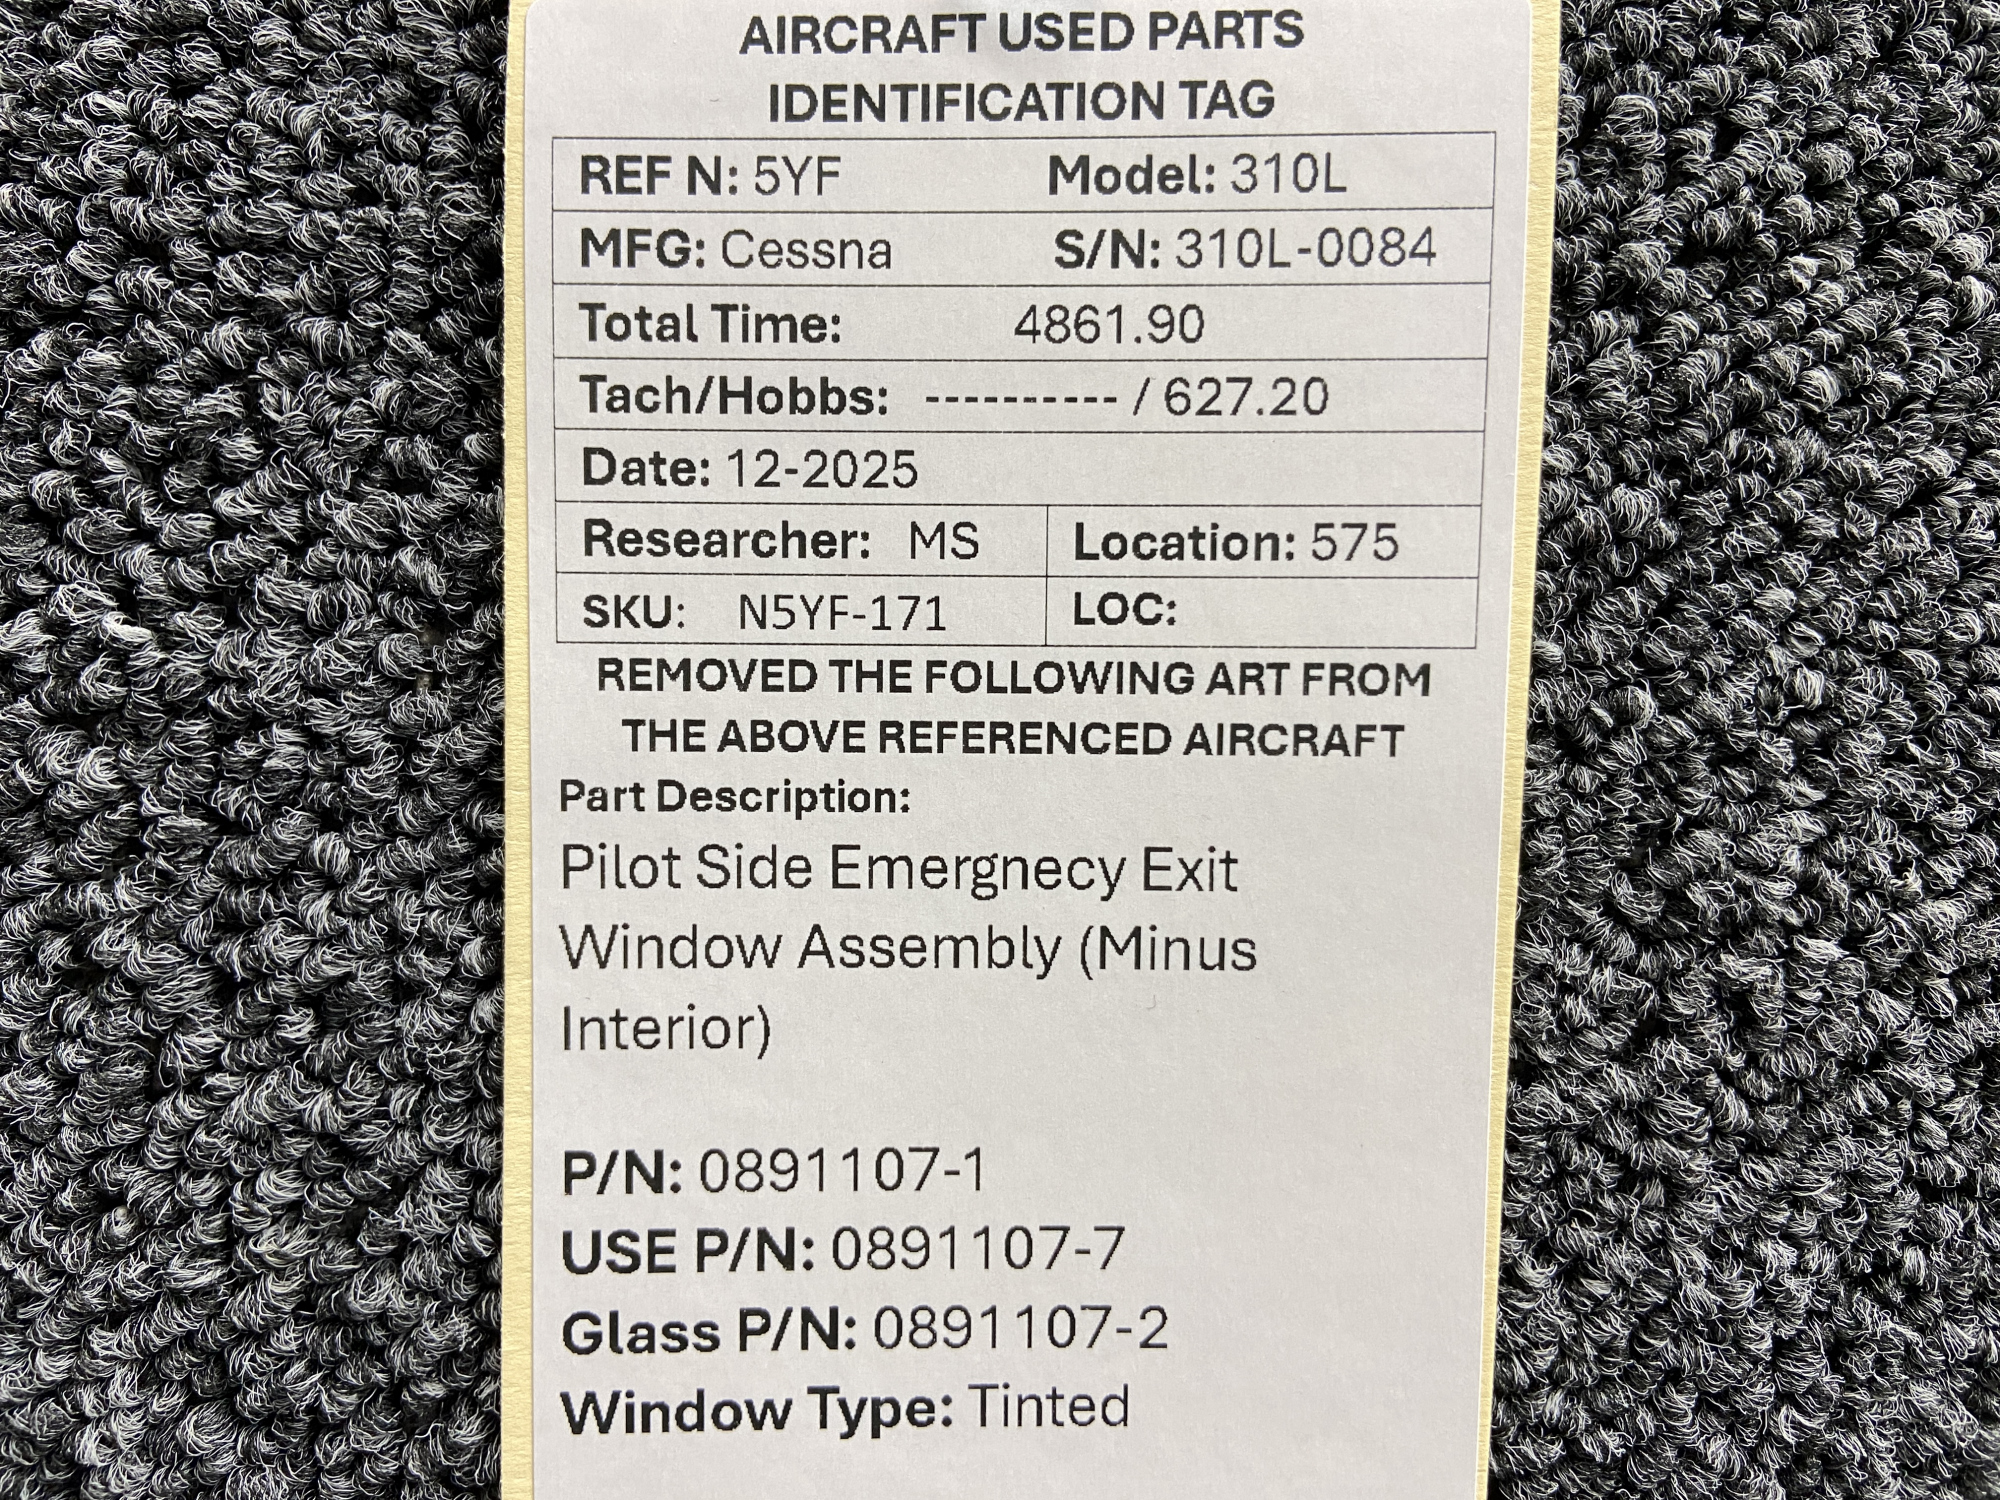 AIRCRAFT USED PARTS
IDENTIFICATION TAG
REF N: 5YF Model: 310L
MFG: Cessna S/N: 310L-0084
Total Time: 4861.90
Tach/Hobbs: ---------- / 627.20
Date: 12-2025
Researcher: MS Location: 575
SKU: N5YF-171 LOC:
REMOVED THE FOLLOWING ART FROM
THE ABOVE REFERENCED AIRCRAFT
Part Description:
Pilot Side Emergnecy Exit
Window Assembly (Minus
Interior)
P/N: 0891107-1
USE P/N: 0891107-7
Glass P/N: 0891107-2
Window Type: Tinted